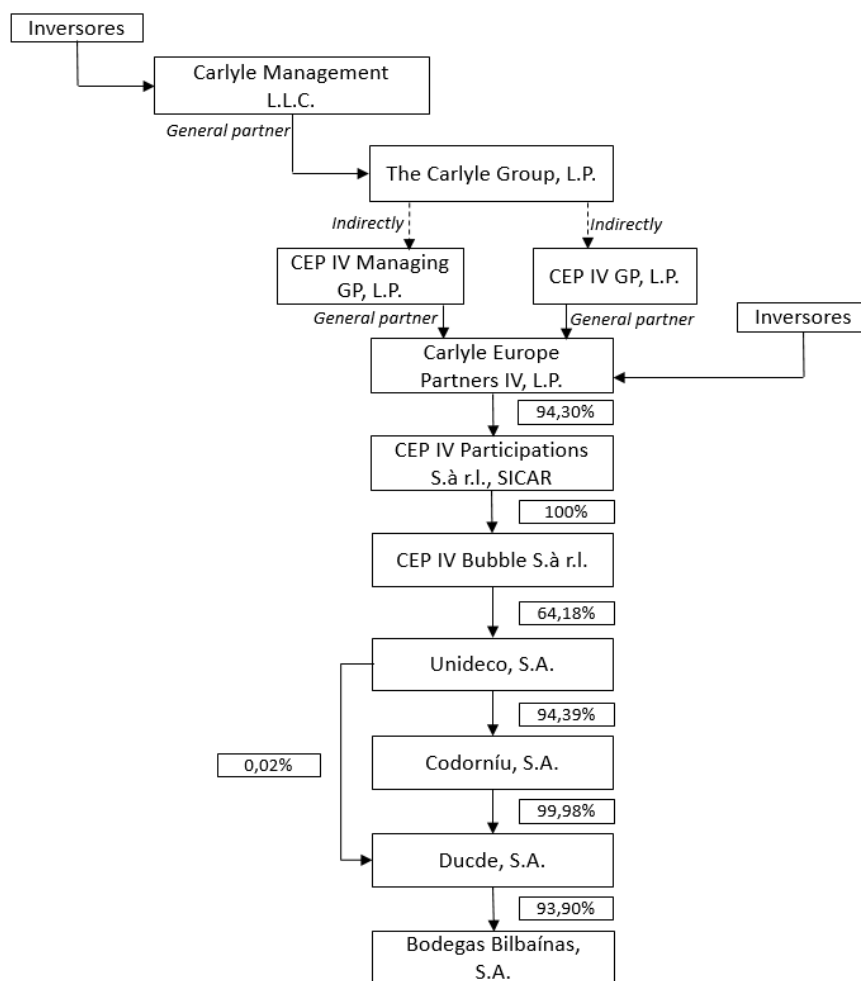 Inversores
Carlyle Management
L.L.C.
General partner
The Carlyle Group, L.P.
Indirectly
Indirectly
CEP IV Managing
GP, L.P.
CEP IV GP, L.P.
General partner
General partner
Inversores
Carlyle Europe
Partners IV, L.P.
94,30%
CEP IV Participations
S.à r.l., SICAR
100%
CEP IV Bubble S.à r.l.
64,18%
Unideco, S.A.
94,39%
0,02%
Codorníu, S.A.
99,98%
Ducde, S.A.
93,90%
Bodegas Bilbaínas,
S.A.